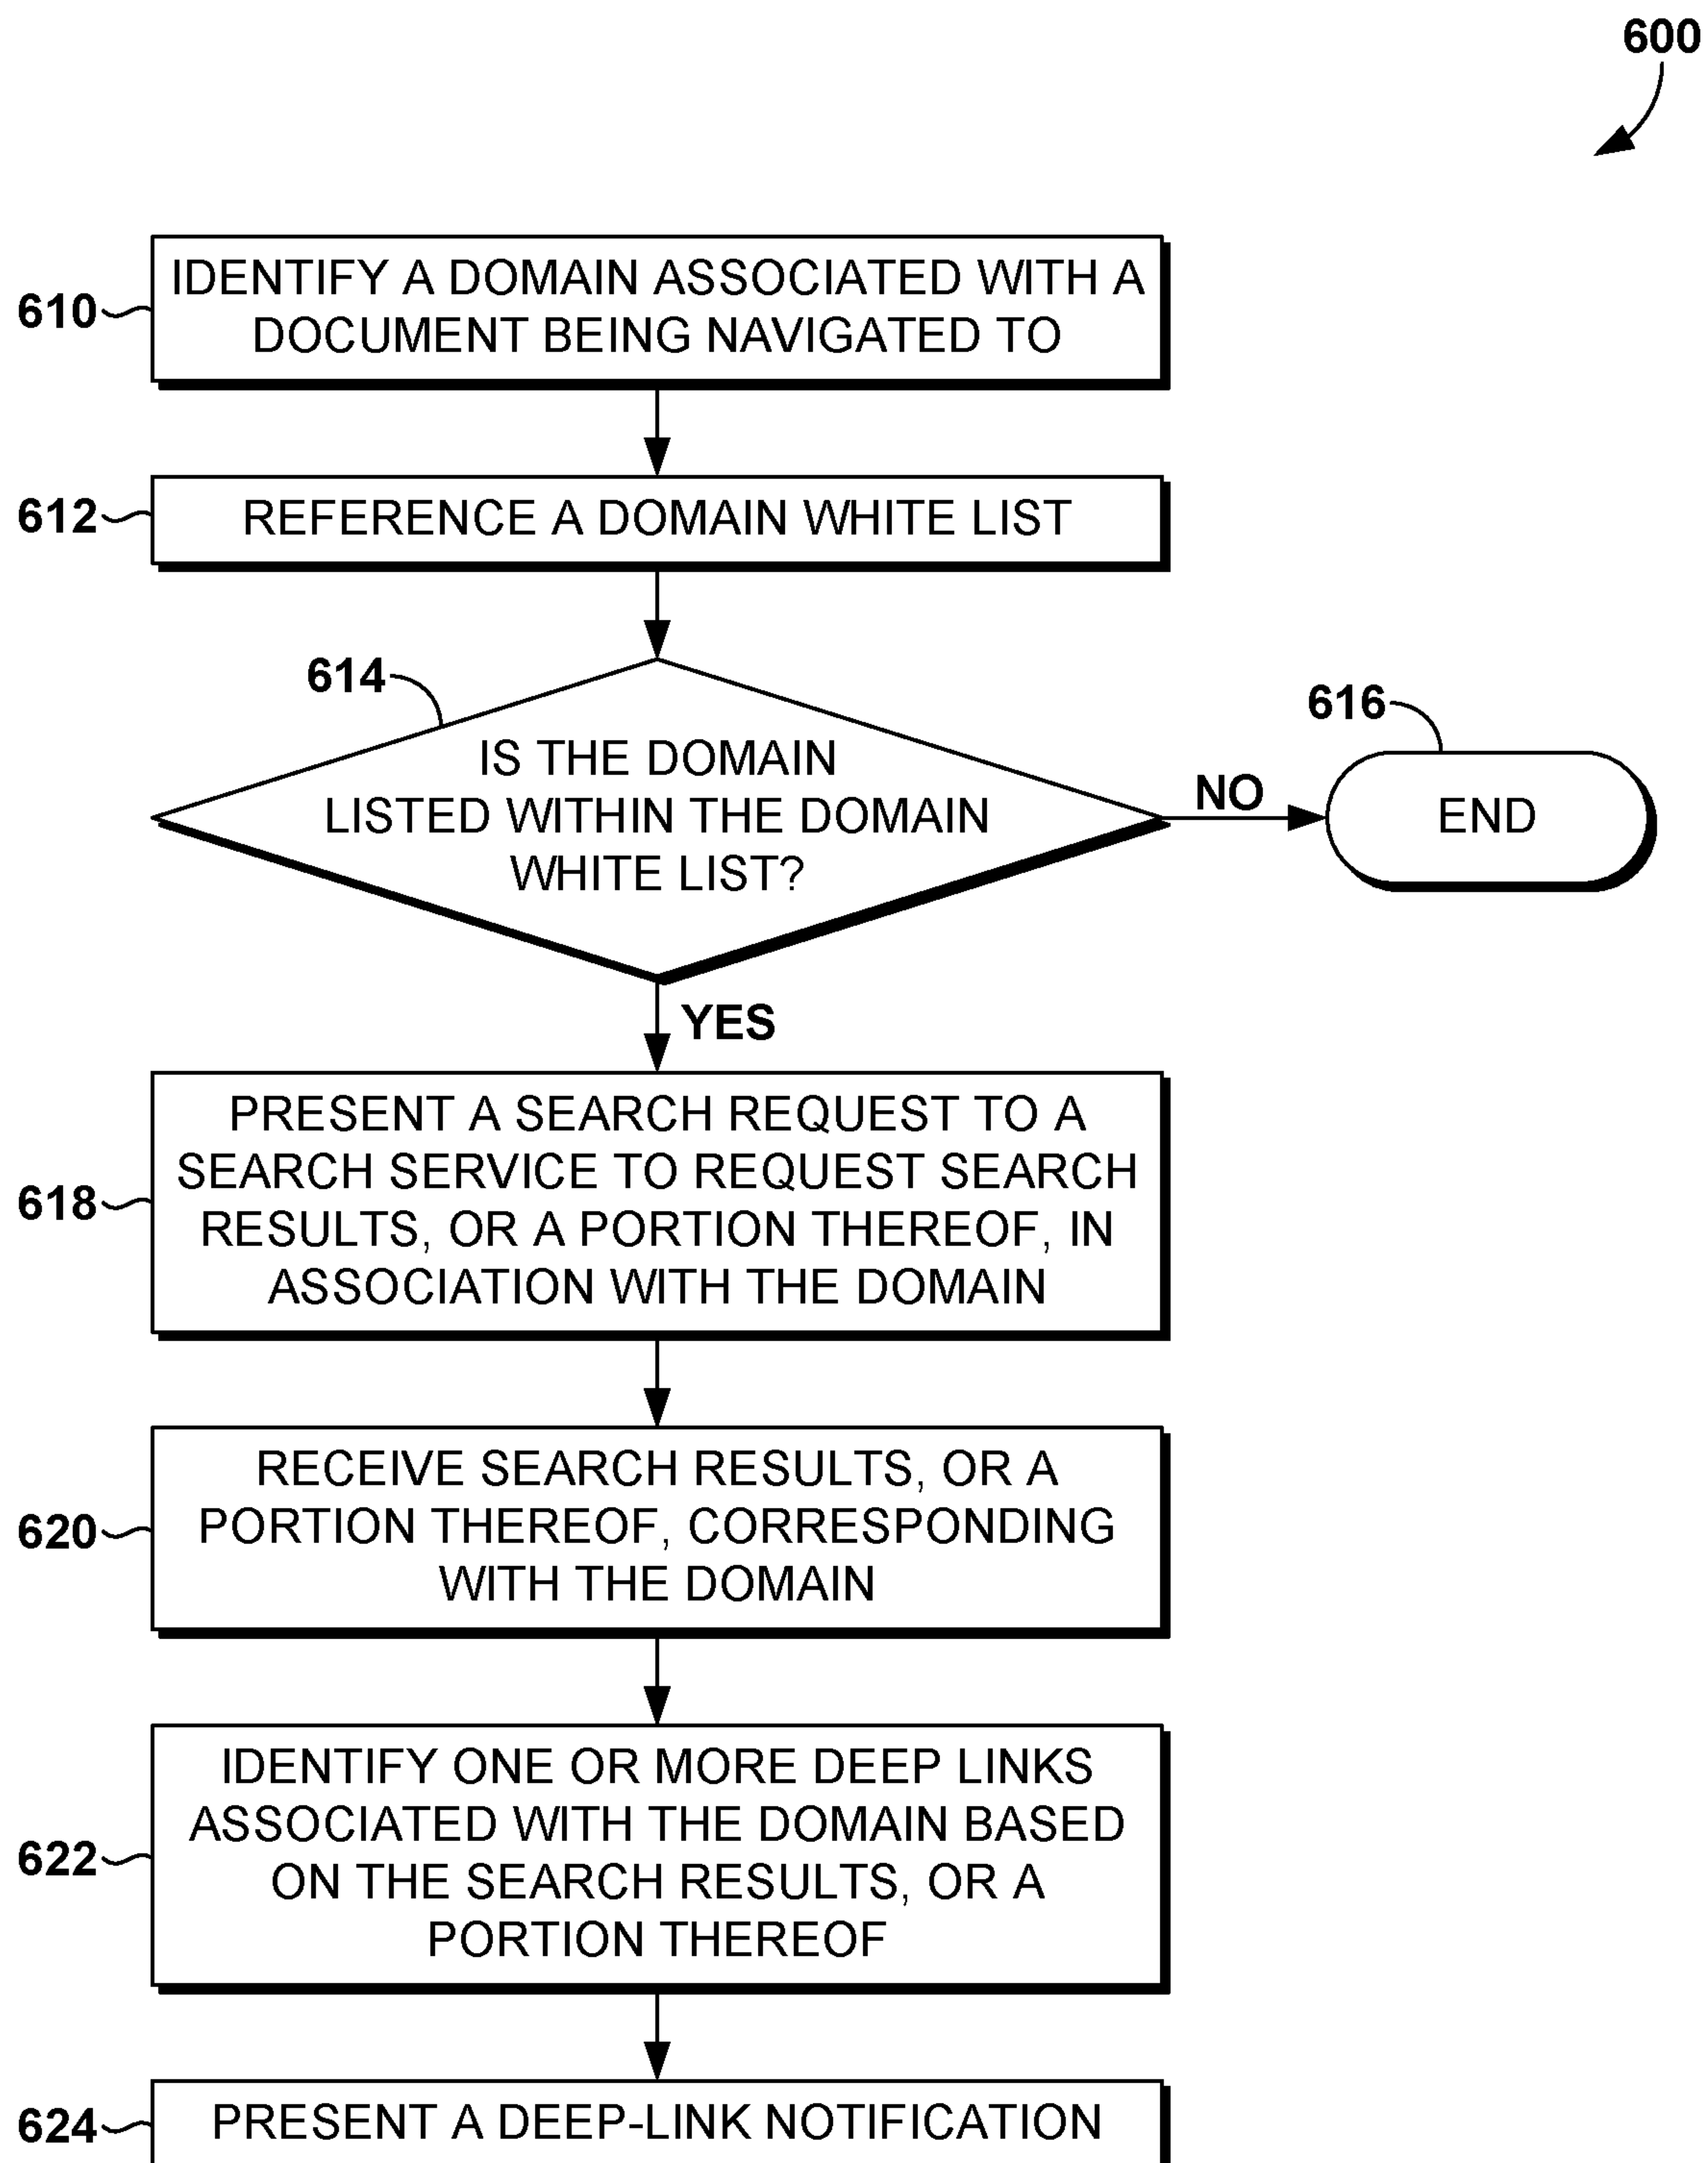 600
610
IDENTIFY A DOMAIN ASSOCIATED WITH A
DOCUMENT BEING NAVIGATED TO
612
REFERENCE A DOMAIN WHITE LIST
614
IS THE DOMAIN
LISTED WITHIN THE DOMAIN
WHITE LIST?
NO
616
END
YES
618
PRESENT A SEARCH REQUEST TO A
SEARCH SERVICE TO REQUEST SEARCH
RESULTS, OR A PORTION THEREOF, IN
ASSOCIATION WITH THE DOMAIN
620
RECEIVE SEARCH RESULTS, OR A
PORTION THEREOF, CORRESPONDING
WITH THE DOMAIN
622
IDENTIFY ONE OR MORE DEEP LINKS
ASSOCIATED WITH THE DOMAIN BASED
ON THE SEARCH RESULTS, OR A
PORTION THEREOF
624
PRESENT A DEEP-LINK NOTIFICATION